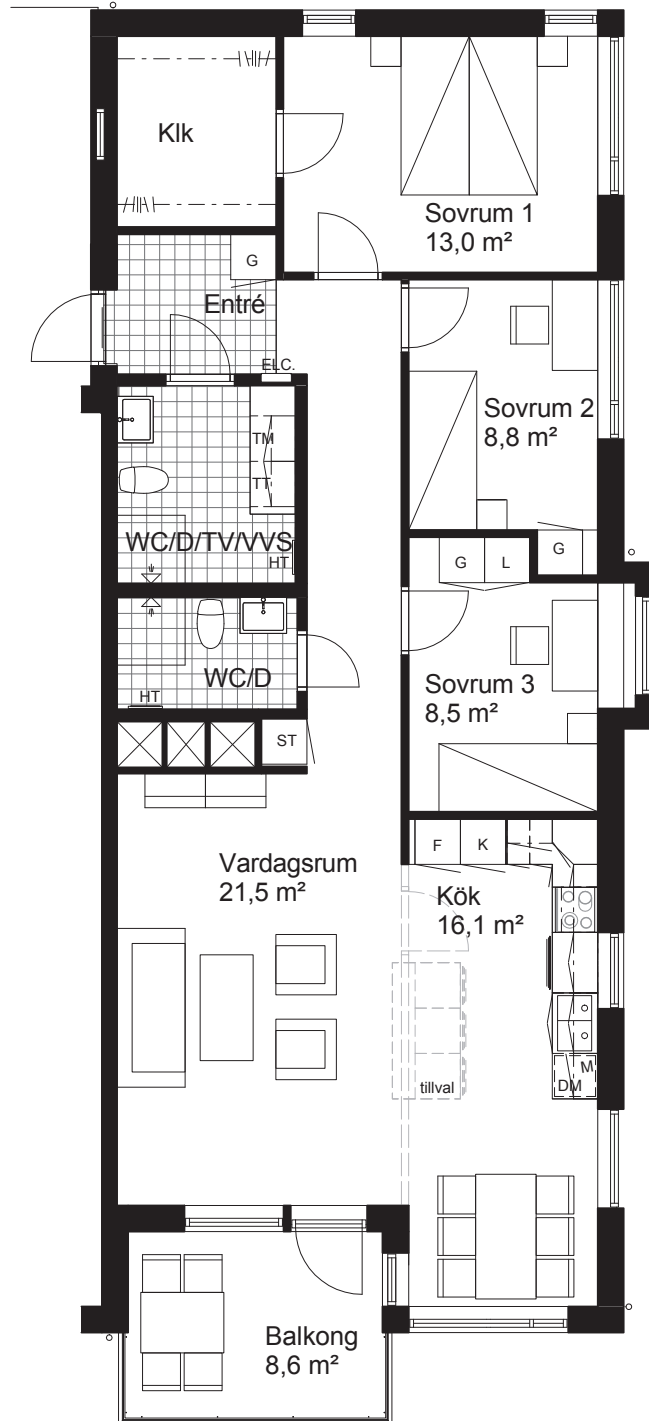 Klk
Sovrum 1
13,0 m²
G
Entré
ELC.
Sovrum 2
8,8 m²
TM
TT
WC/D/TV/VVS
HT
G
L
G
WC/D
HT
Sovrum 3
8,5 m²
ST
F
K
Vardagsrum
21,5 m²
Kök
16,1 m²
tillval
M
DM
Balkong
8,6 m²